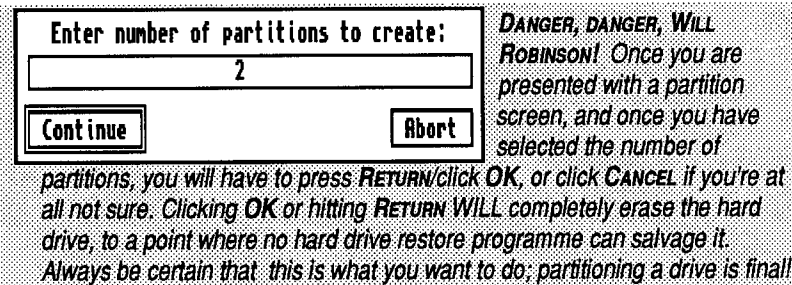 Enter number of partitions to create:
2
Continue
Abort
DANGER, DANGER, WILL
ROBINSON! Once you are
presented with a partition
screen, and once you have
selected the number of
partitions, you will have to press RETURN/click OK, or click CANCEL if you're at
all not sure. Clicking OK or hitting RETURN WILL completely erase the hard
drive, to a point where no hard drive restore programme can salvage it.
Always be certain that this is what you want to do; partitioning a drive is final!